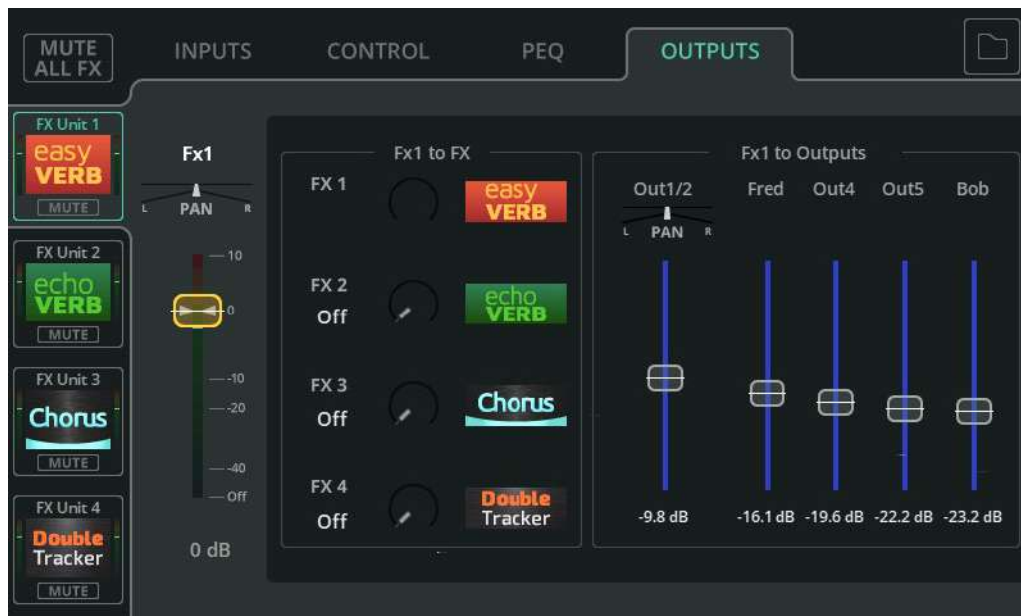 MUTE
ALL FX
INPUTS
CONTROL
PEQ
OUTPUTS
FX Unit 1
easy
VERB
MUTE
FX Unit 2
echo
VERB
MUTE
FX Unit 3
Chorus
MUTE
FX Unit 4
Double
Tracker
MUTE
Fx1
L PAN R
10
0
-10
-20
-40
Off
0 dB
Fx1 to FX
FX 1
easy
VERB
FX 2
Off
echo
VERB
FX 3
Off
Chorus
FX 4
Off
Double
Tracker
Fx1 to Outputs
Out1/2 Fred Out4 Out5 Bob
L PAN R
-9.8 dB -16.1 dB -19.6 dB -22.2 dB -23.2 dB